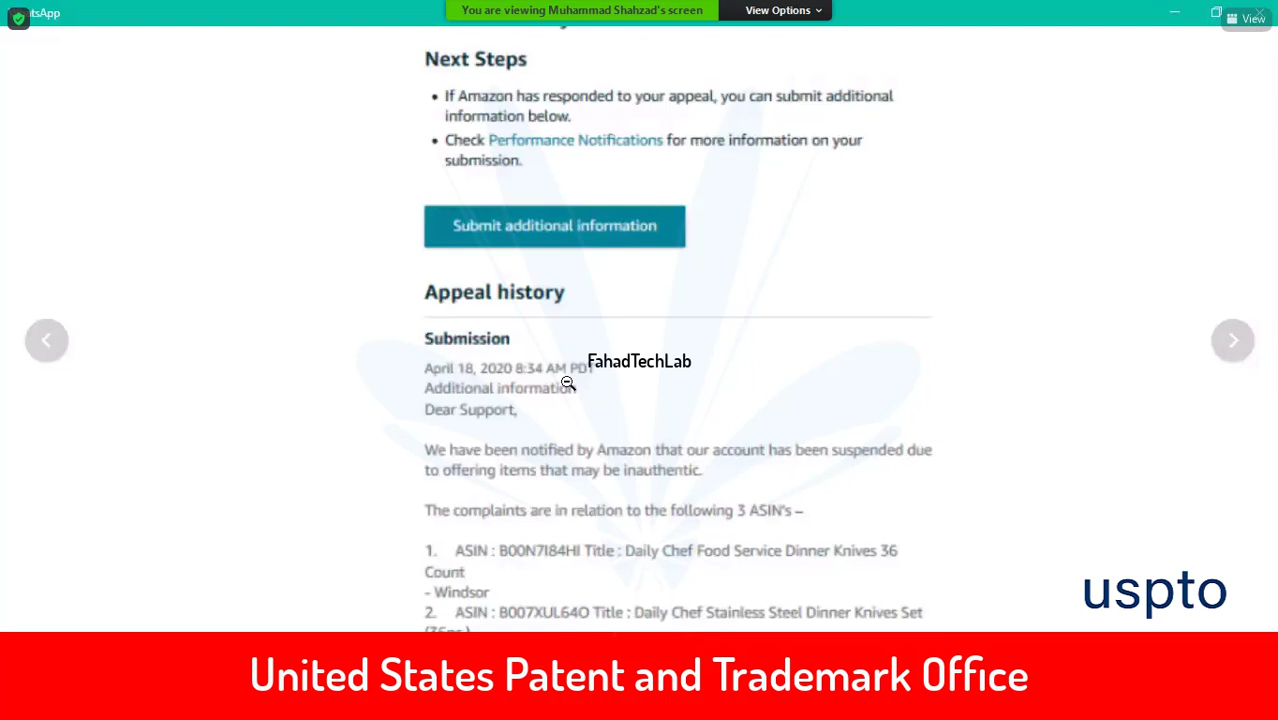 tsApp
You are viewing Muhammad Shahzad's screen
View Options
View
Next Steps
• If Amazon has responded to your appeal, you can submit additional
information below.
• Check Performance Notifications for more information on your
submission.
Submit additional information
Appeal history
Submission
April 18, 2020 8:34 AM PDT
FahadTechLab
Additional information
Dear Support,
We have been notified by Amazon that our account has been suspended due
to offering items that may be inauthentic.
The complaints are in relation to the following 3 ASIN's –
1. ASIN : B00N7I84HI Title : Daily Chef Food Service Dinner Knives 36
Count
- Windsor
2. ASIN : B007XUL64O Title : Daily Chef Stainless Steel Dinner Knives Set
uspto
United States Patent and Trademark Office